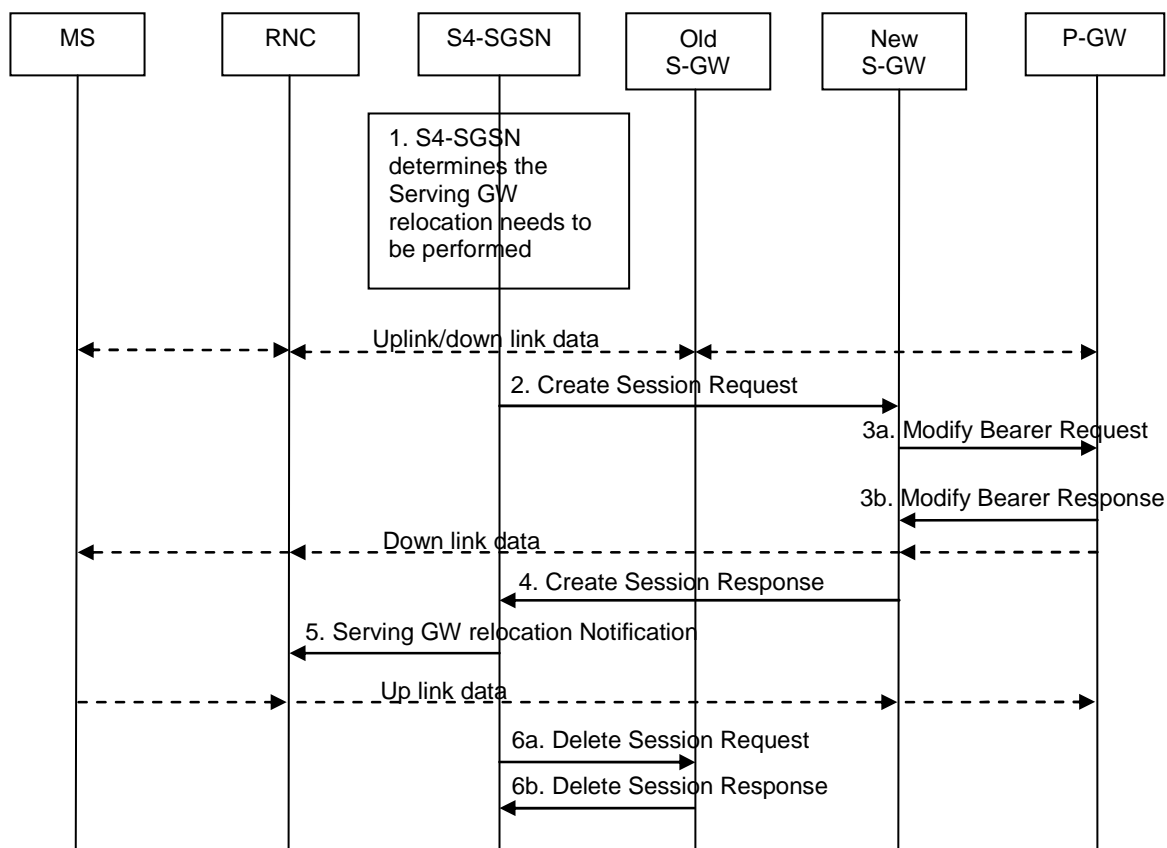 MS
RNC
S4-SGSN
Old
S-GW
New
S-GW
P-GW
1. S4-SGSN
determines the
Serving GW
relocation needs to
be performed
Uplink/down link data
2. Create Session Request
3a. Modify Bearer Request
3b. Modify Bearer Response
Down link data
4. Create Session Response
5. Serving GW relocation Notification
Up link data
6a. Delete Session Request
6b. Delete Session Response